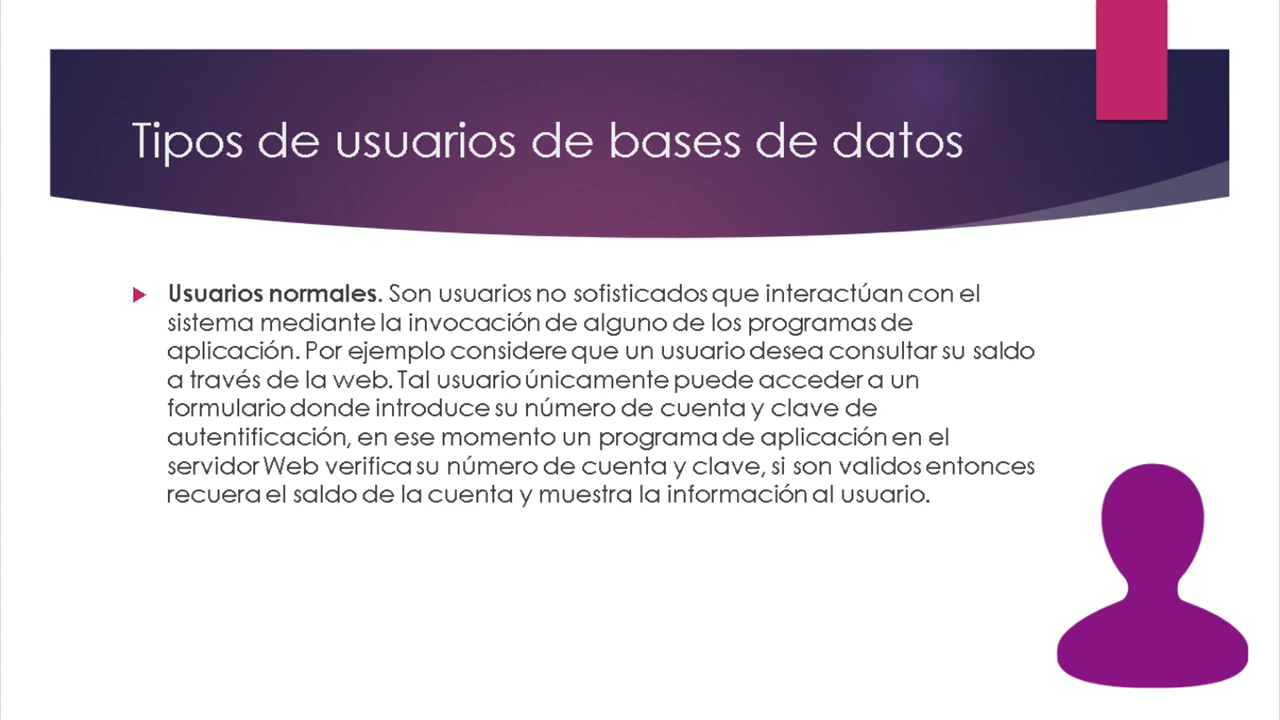 Tipos de usuarios de bases de datos
Usuarios normales. Son usuarios no sofisticados que interactúan con el
sistema mediante la invocación de alguno de los programas de
aplicación. Por ejemplo considere que un usuario desea consultar su saldo
a través de la web. Tal usuario únicamente puede acceder a un
formulario donde introduce su número de cuenta y clave de
autentificación, en ese momento un programa de aplicación en el
servidor Web verifica su número de cuenta y clave, si son validos entonces
recuera el saldo de la cuenta y muestra la información al usuario.